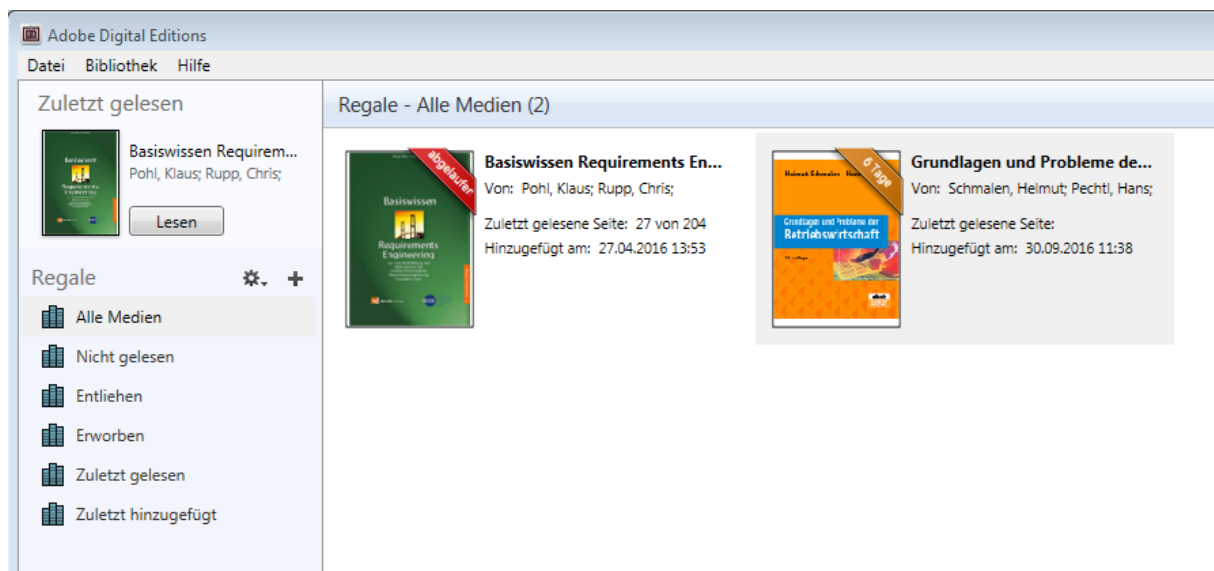 Adobe Digital Editions
Datei Bibliothek Hilfe
Zuletzt gelesen
Basiswissen
Requirements
Engineering
Basiswissen Requirem...
Pohl, Klaus; Rupp, Chris;
Lesen
Regale
Alle Medien
Nicht gelesen
Entliehen
Erworben
Zuletzt gelesen
Zuletzt hinzugefügt
Regale - Alle Medien (2)
abgelaufen
Basiswissen
Requirements
Engineering
Basiswissen Requirements En...
Von: Pohl, Klaus; Rupp, Chris;
Zuletzt gelesene Seite: 27 von 204
Hinzugefügt am: 27.04.2016 13:53
6 Tage
Helmut Schmalen
Grundlagen und Probleme der
Betriebswirtschaft
Grundlagen und Probleme de...
Von: Schmalen, Helmut; Pechtl, Hans;
Zuletzt gelesene Seite:
Hinzugefügt am: 30.09.2016 11:38